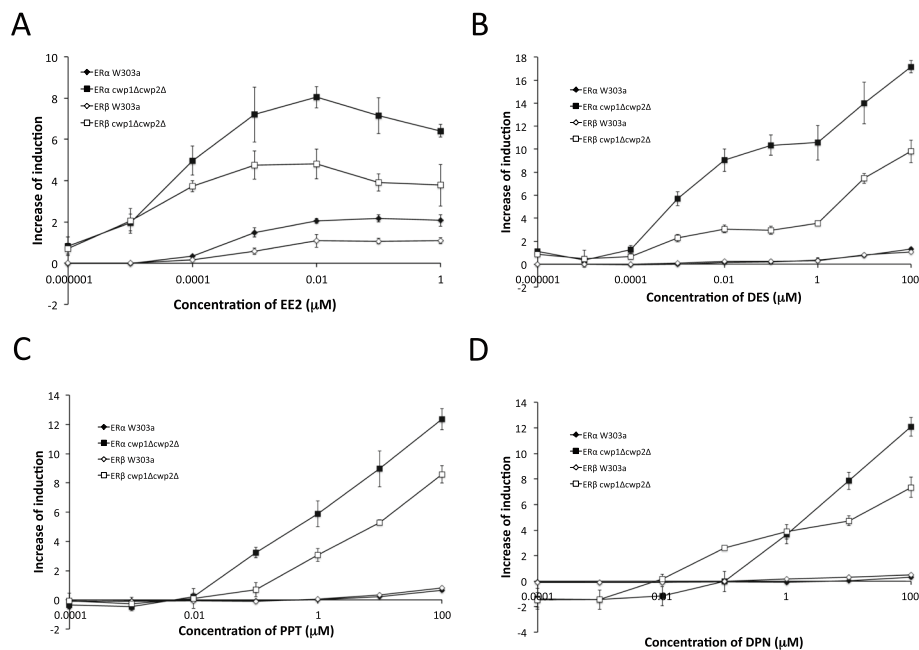 A
Increase of induction
10
8
6
4
2
0
-2
ERα W303a
ERα cwp1Δcwp2Δ
ERβ W303a
ERβ cwp1Δcwp2Δ
0.000001 0.0001 0.01 1
Concentration of EE2 (μM)
B
Increase of induction
18
16
14
12
10
8
6
4
2
0
-2
ERα W303a
ERα cwp1Δcwp2Δ
ERβ W303a
ERβ cwp1Δcwp2Δ
0.000001 0.0001 0.01 1 100
Concentration of DES (μM)
C
Increase of induction
14
12
10
8
6
4
2
0
-2
ERα W303a
ERα cwp1Δcwp2Δ
ERβ W303a
ERβ cwp1Δcwp2Δ
0.0001 0.01 1 100
Concentration of PPT (μM)
D
Increase of induction
14
12
10
8
6
4
2
0
-2
-4
ERα W303a
ERα cwp1Δcwp2Δ
ERβ W303a
ERβ cwp1Δcwp2Δ
0.0001 0.01 1 100
Concentration of DPN (μM)